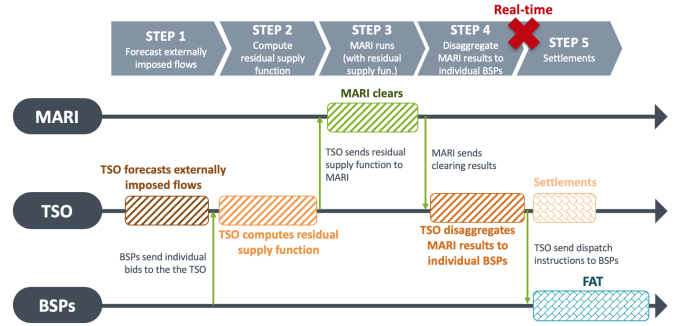 Real-time
STEP 1
Forecast externally
imposed flows
STEP 2
Compute
residual supply
function
STEP 3
MARI runs
(with residual
supply fun.)
STEP 4
Disaggregate
MARI results to
individual BSPs
STEP 5
Settlements
MARI clears
MARI
TSO sends residual
supply function to
MARI
MARI sends
clearing results
TSO forecasts externally
imposed flows
Settlements
TSO
TSO computes residual
supply function
TSO disaggregates
MARI results to
individual BSPs
BSPs send individual
bids to the the TSO
TSO send dispatch
instructions to BSPs
FAT
BSPs